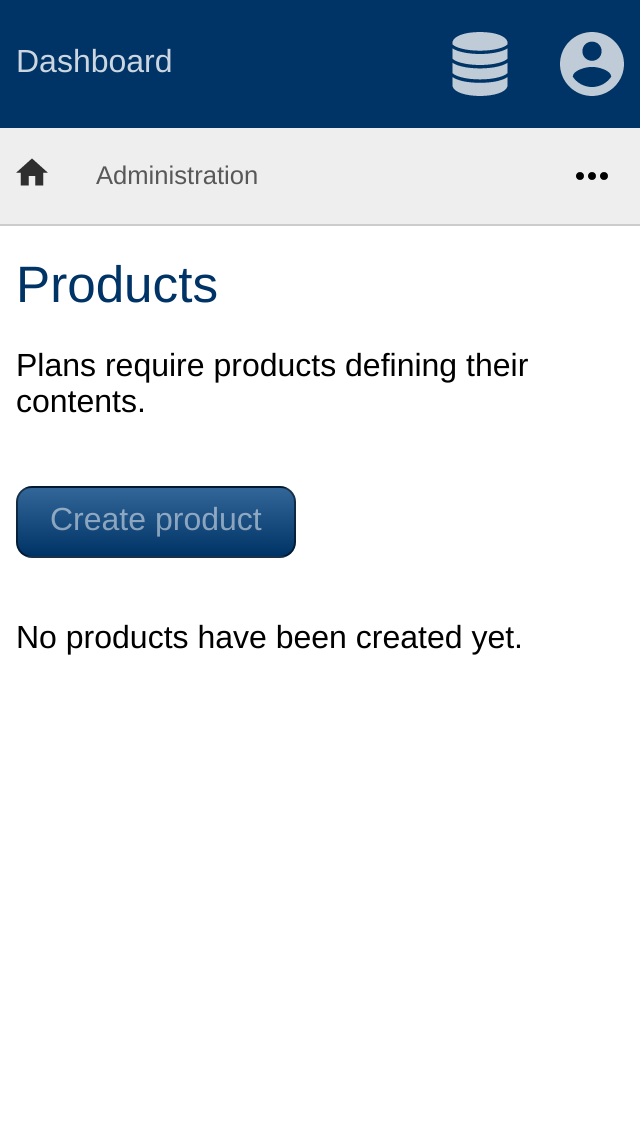 Dashboard
Administration
Products
Plans require products defining their
contents.
Create product
No products have been created yet.